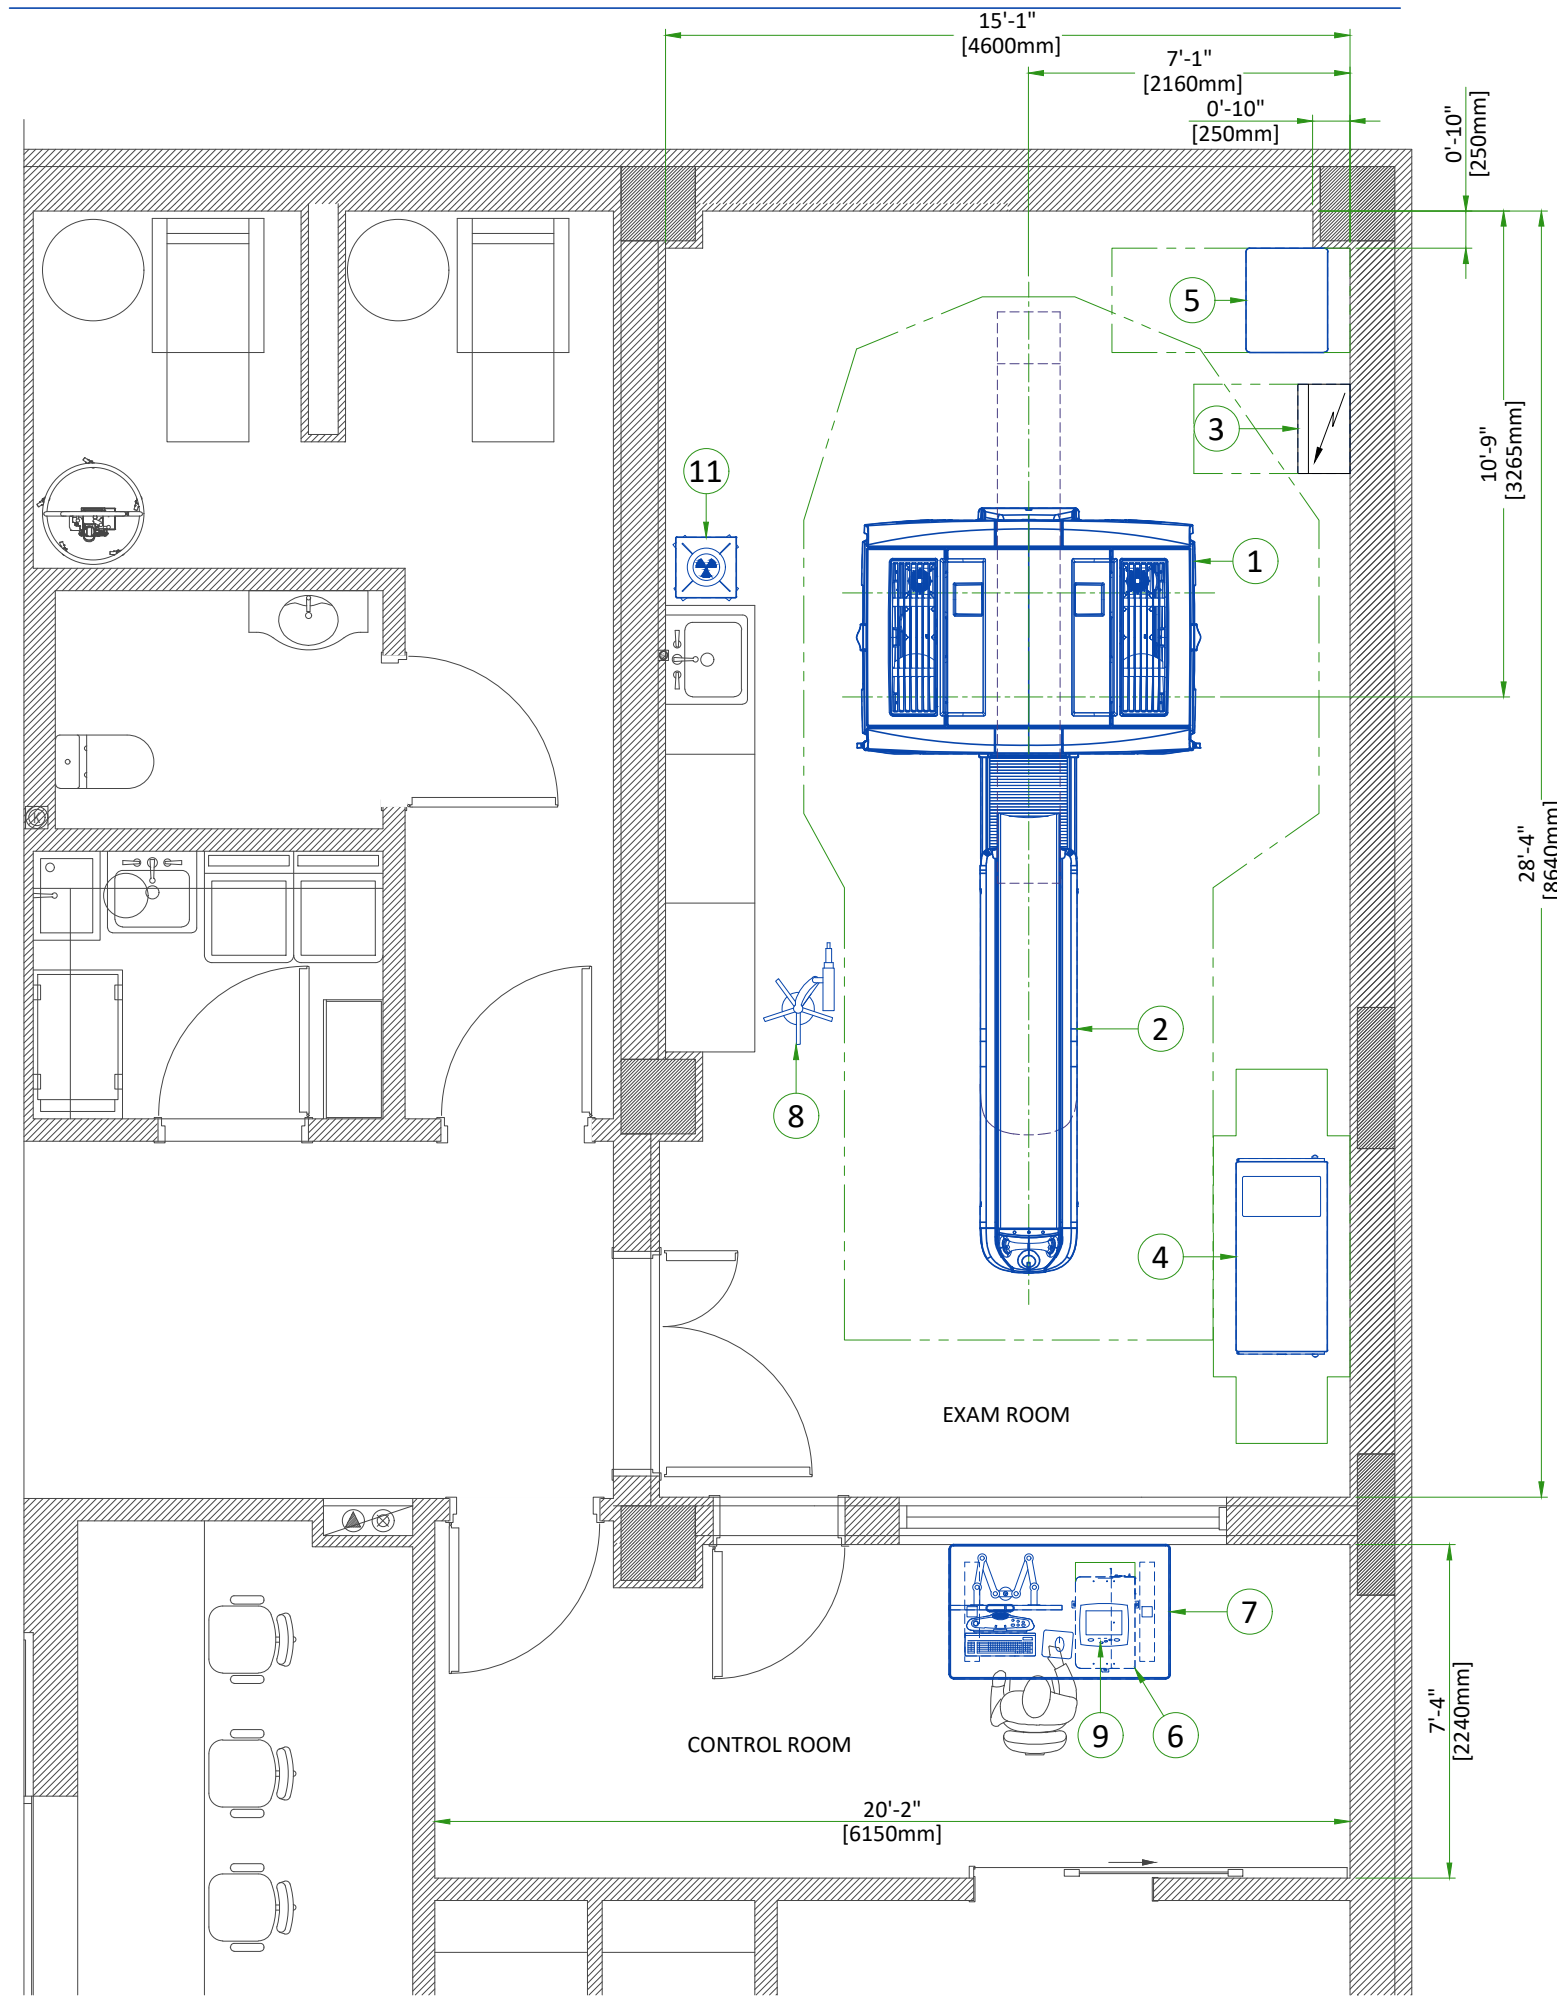 15'-1"
[4600mm]
7'-1"
[2160mm]
0'-10"
[250mm]
0'-10"
[250mm]
5
3
10'-9"
[3265mm]
11
1
K
28'-4"
[8640mm]
2
8
4
EXAM ROOM
7
9
6
CONTROL ROOM
7'-4"
[2240mm]
20'-2"
[6150mm]